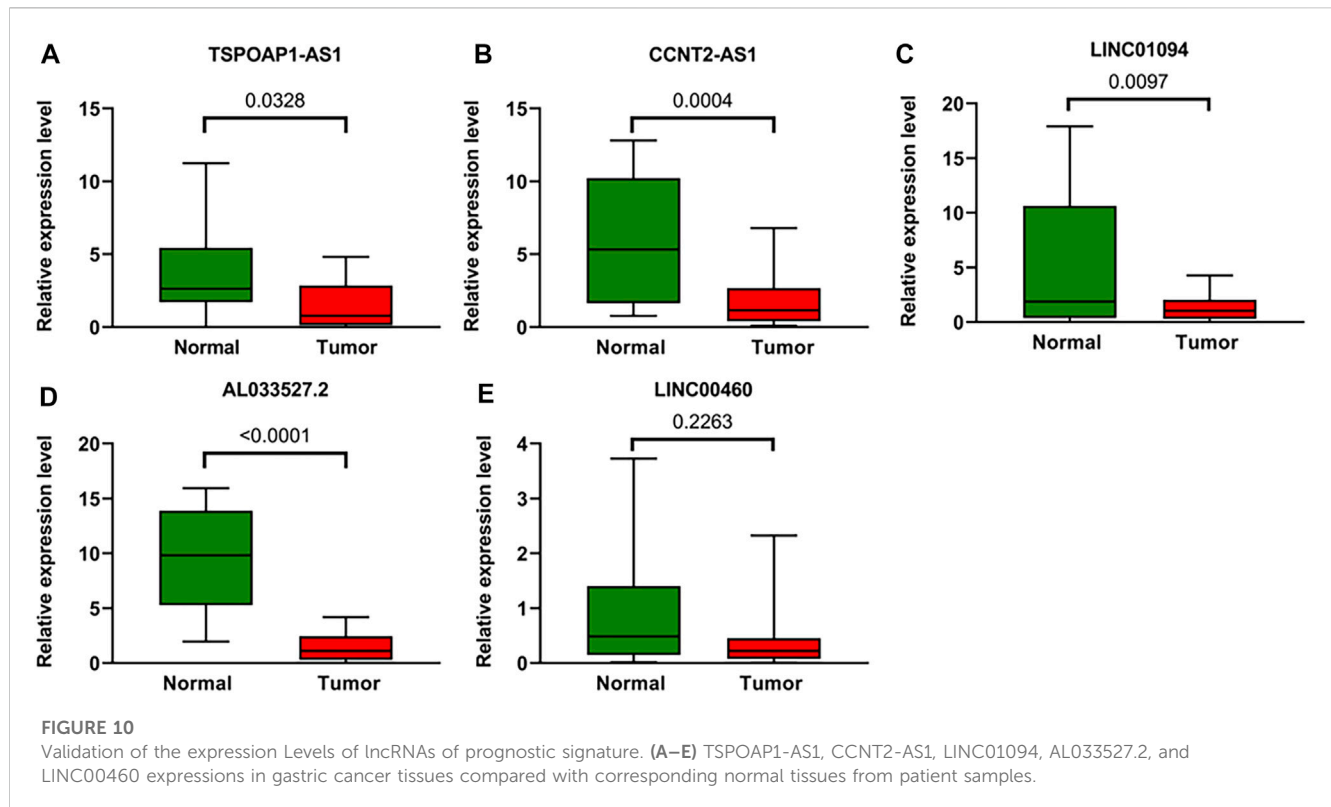 A
TSPOAP1-AS1
0.0328
Relative expression level
15
10
5
0
Normal Tumor
B
CCNT2-AS1
0.0004
Relative expression level
15
10
5
0
Normal Tumor
C
LINC01094
0.0097
Relative expression level
20
15
10
5
0
Normal Tumor
D
AL033527.2
<0.0001
Relative expression level
20
15
10
5
0
Normal Tumor
E
LINC00460
0.2263
Relative expression level
4
3
2
1
0
Normal Tumor
FIGURE 10
Validation of the expression Levels of lncRNAs of prognostic signature. (A–E) TSPOAP1-AS1, CCNT2-AS1, LINC01094, AL033527.2, and
LINC00460 expressions in gastric cancer tissues compared with corresponding normal tissues from patient samples.